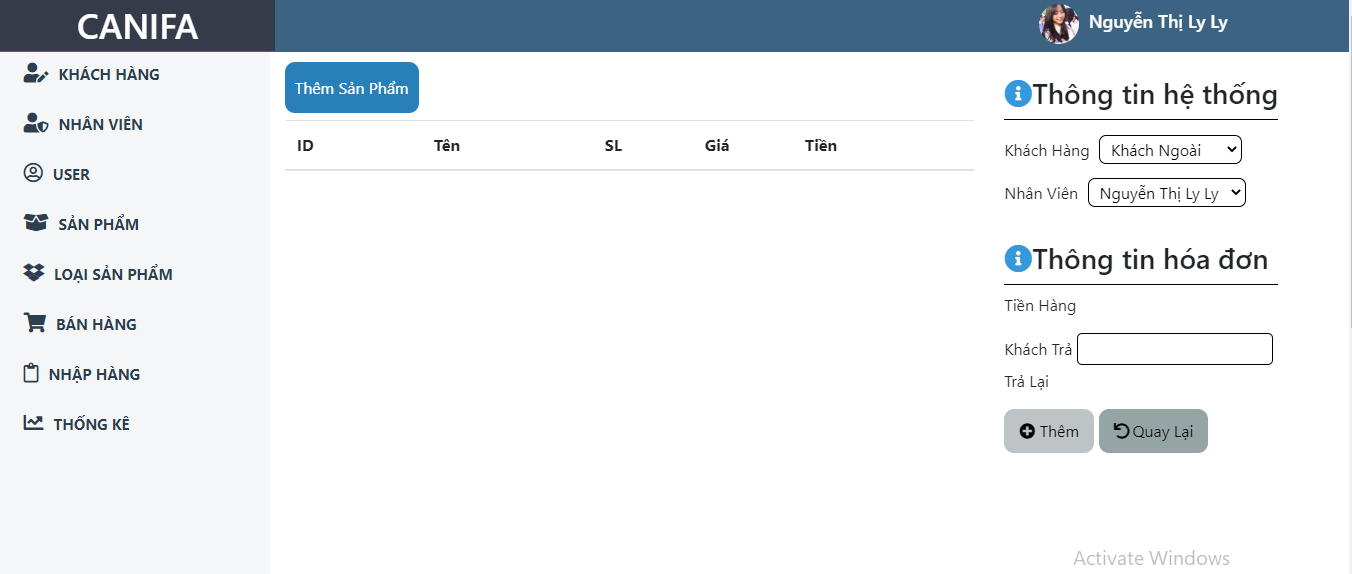 CANIFA
Nguyễn Thị Ly Ly
KHÁCH HÀNG
NHÂN VIÊN
USER
SẢN PHẨM
LOẠI SẢN PHẨM
BÁN HÀNG
NHẬP HÀNG
THỐNG KÊ
Thêm Sản Phẩm
ID Tên SL Giá Tiền
Thông tin hệ thống
Khách Hàng Khách Ngoài
Nhân Viên Nguyễn Thị Ly Ly
Thông tin hóa đơn
Tiền Hàng
Khách Trả
Trả Lại
Thêm Quay Lại
Activate Windows